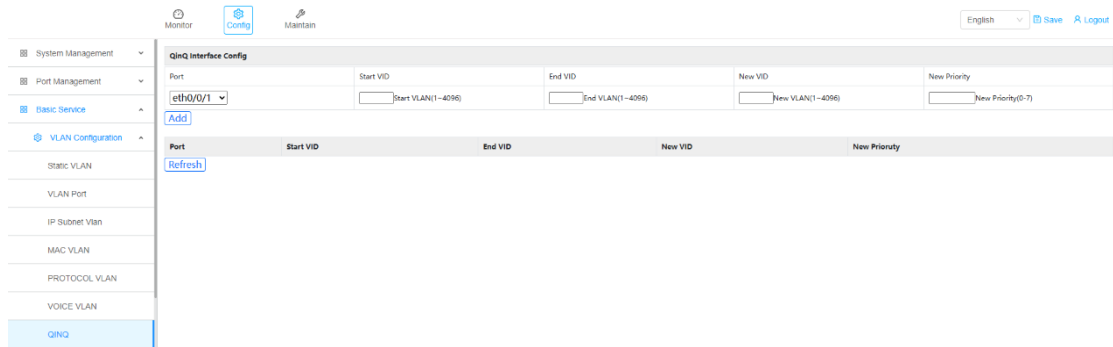 Monitor Config Maintain English Save Logout
System Management
Port Management
Basic Service
VLAN Configuration
Static VLAN
VLAN Port
IP Subnet Vlan
MAC VLAN
PROTOCOL VLAN
VOICE VLAN
QINQ
QinQ Interface Config
Port Start VID End VID New VID New Priority
eth0/0/1 Start VLAN(1~4096) End VLAN(1~4096) New VLAN(1~4096) New Priority(0-7)
Add
Port Start VID End VID New VID New Prioruty
Refresh